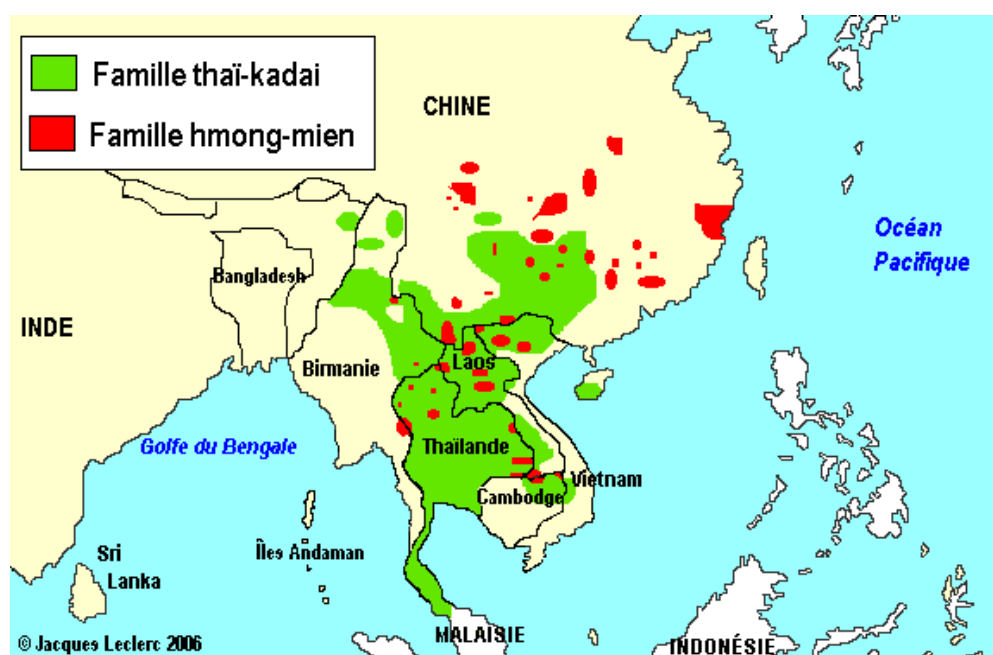 Famille thaï-kadai
Famille hmong-mien
CHINE
Océan
Pacifique
Bangladesh
INDE
Birmanie
Laos
Golfe du Bengale
Thaïlande
Vietnam
Cambodge
Sri
Lanka
Îles Andaman
MALAISIE
INDONÉSIE
© Jacques Leclerc 2006